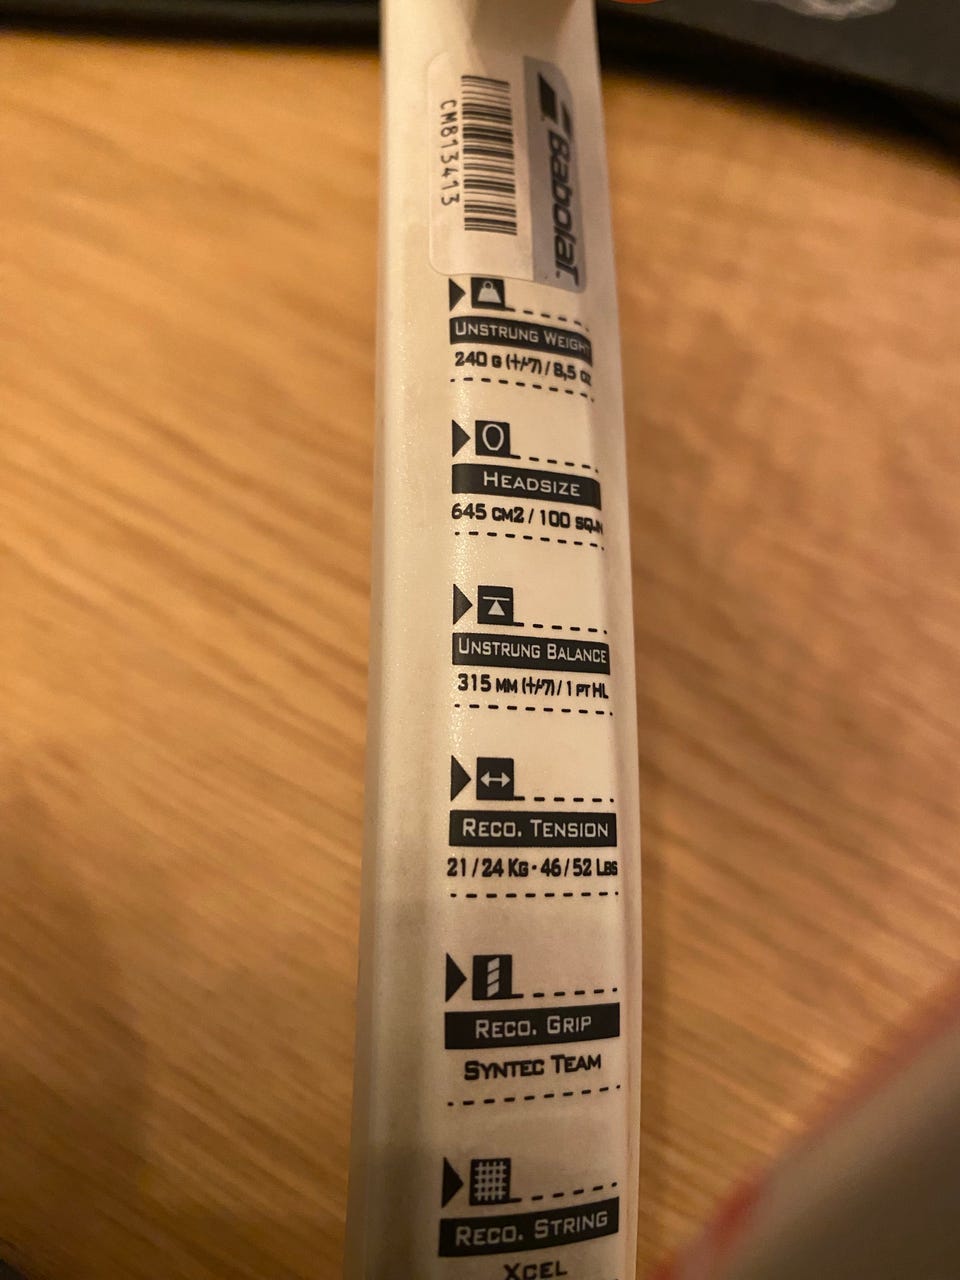 Babolat
CM813413
UNSTRUNG WEIGHT
240 G (+/-7) / 8,5 OZ
HEADSIZE
645 CM2 / 100 SQ.IN
UNSTRUNG BALANCE
315 MM (+/-7) / 1 PT HL
RECO. TENSION
21 / 24 KG • 46 / 52 LBS
RECO. GRIP
SYNTEC TEAM
RECO. STRING
XCEL